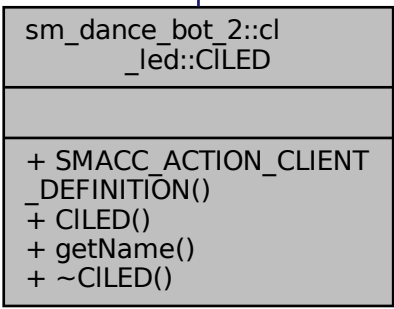 sm_dance_bot_2::cl
_led::ClLED
+ SMACC_ACTION_CLIENT
_DEFINITION()
+ ClLED()
+ getName()
+ ~ClLED()